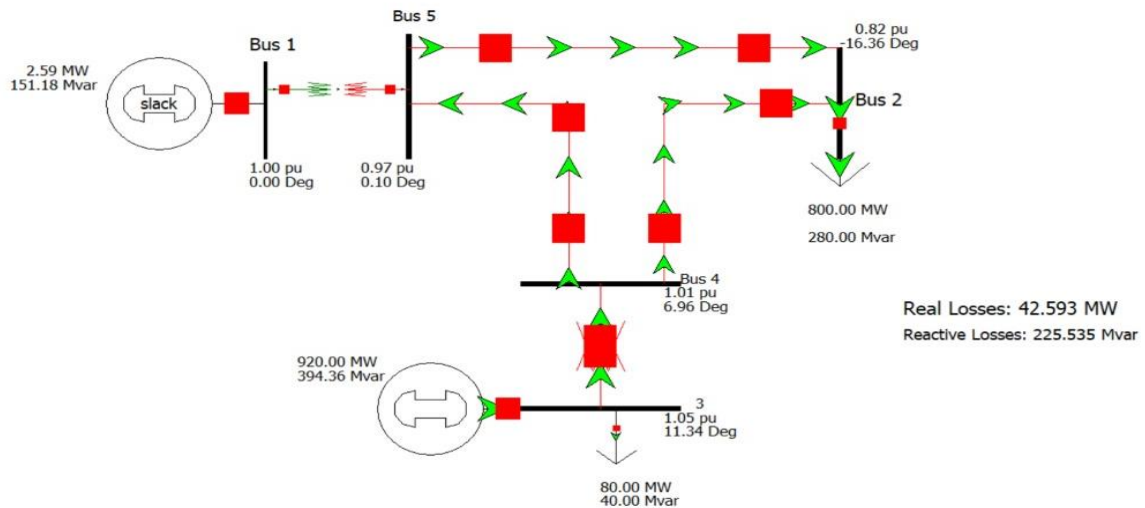 Bus 5
Bus 1
0.82 pu
-16.36 Deg
2.59 MW
151.18 Mvar
slack
Bus 2
1.00 pu
0.00 Deg
0.97 pu
0.10 Deg
800.00 MW
280.00 Mvar
Bus 4
1.01 pu
6.96 Deg
Real Losses: 42.593 MW
Reactive Losses: 225.535 Mvar
920.00 MW
394.36 Mvar
3
1.05 pu
11.34 Deg
80.00 MW
40.00 Mvar